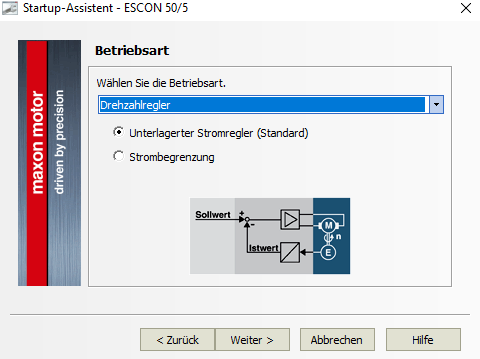 Startup-Assistent - ESCON 50/5
maxon motor
driven by precision
Betriebsart
Wählen Sie die Betriebsart.
Drehzahlregler
Unterlagerter Stromregler (Standard)
Strombegrenzung
Sollwert
+
-
M
n
Istwert
E
< Zurück
Weiter >
Abbrechen
Hilfe